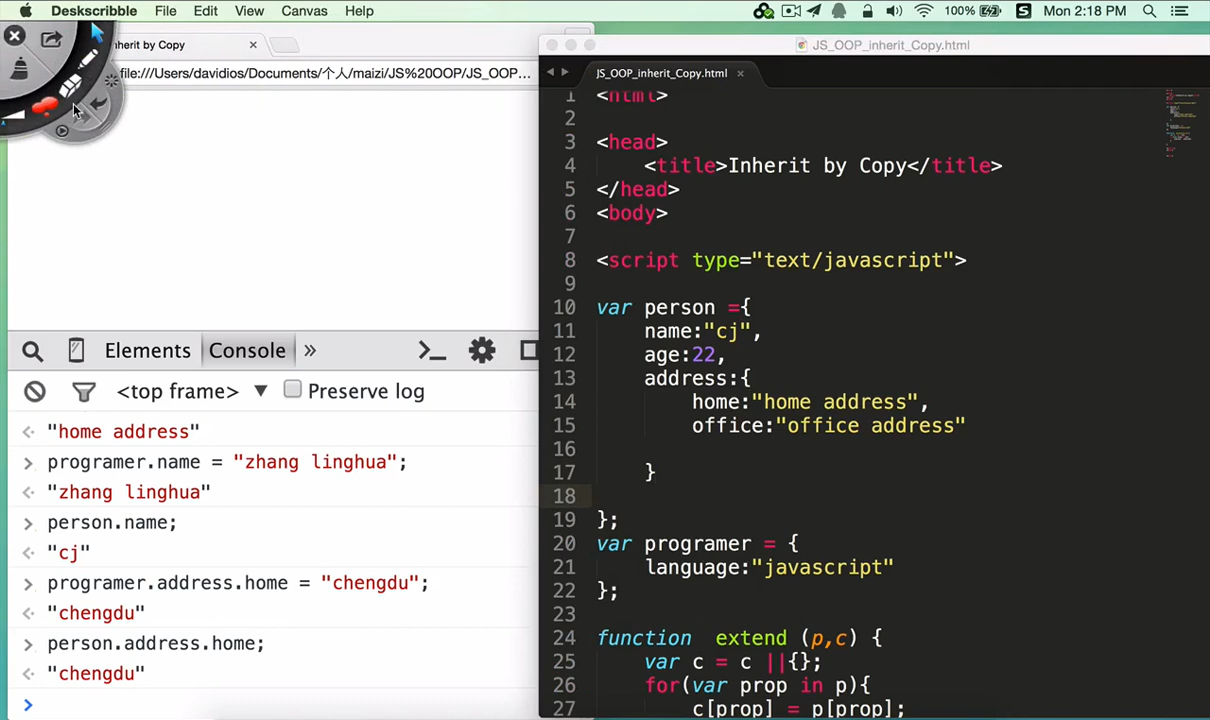 Deskscribble File Edit View Canvas Help 100% Mon 2:18 PM
nherit by Copy
file:///Users/davidios/Documents/个人/maizi/JS%20OOP/JS_OOP...
Elements Console »
<top frame> ▼ Preserve log
"home address"
programer.name = "zhang linghua";
"zhang linghua"
person.name;
"cj"
programer.address.home = "chengdu";
"chengdu"
person.address.home;
"chengdu"
JS_OOP_inherit_Copy.html
JS_OOP_inherit_Copy.html
1 <html>
2
3 <head>
4 <title>Inherit by Copy</title>
5 </head>
6 <body>
7
8 <script type="text/javascript">
9
10 var person ={
11 name:"cj",
12 age:22,
13 address:{
14 home:"home address",
15 office:"office address"
16
17 }
18
19 };
20 var programer = {
21 language:"javascript"
22 };
23
24 function extend (p,c) {
25 var c = c ||{};
26 for(var prop in p){
27 c[prop] = p[prop];